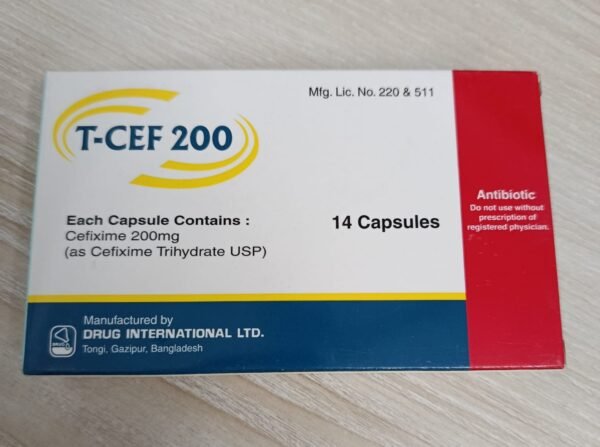 Mfg. Lic. No. 220 & 511
T-CEF 200
Each Capsule Contains :
Cefixime 200mg
(as Cefixime Trihydrate USP)
14 Capsules
Antibiotic
Do not use without
prescription of
registered physician.
Manufactured by
DRUG INTERNATIONAL LTD.
Tongi, Gazipur, Bangladesh
DRUG